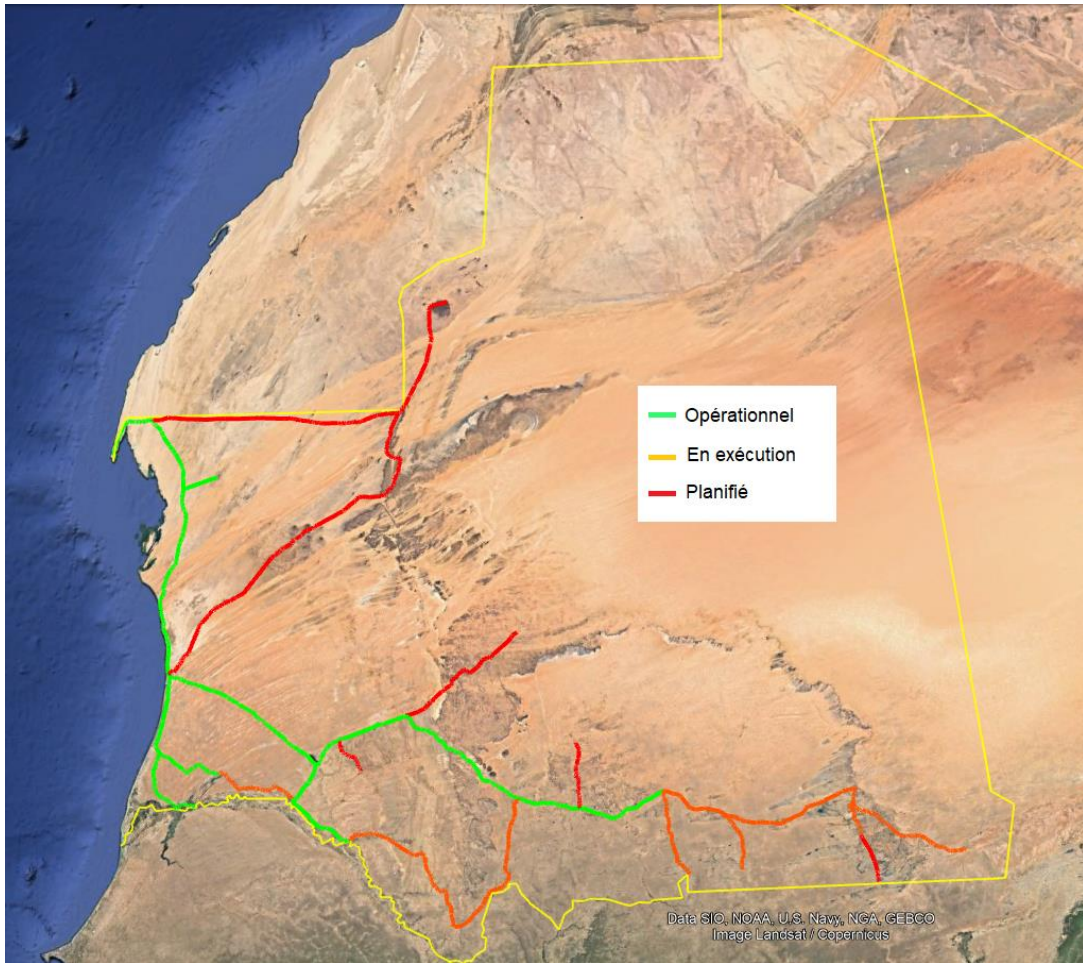 Opérationnel
En exécution
Planifié
Data SIO, NOAA, U.S. Navy, NGA, GEBCO
Image Landsat / Copernicus